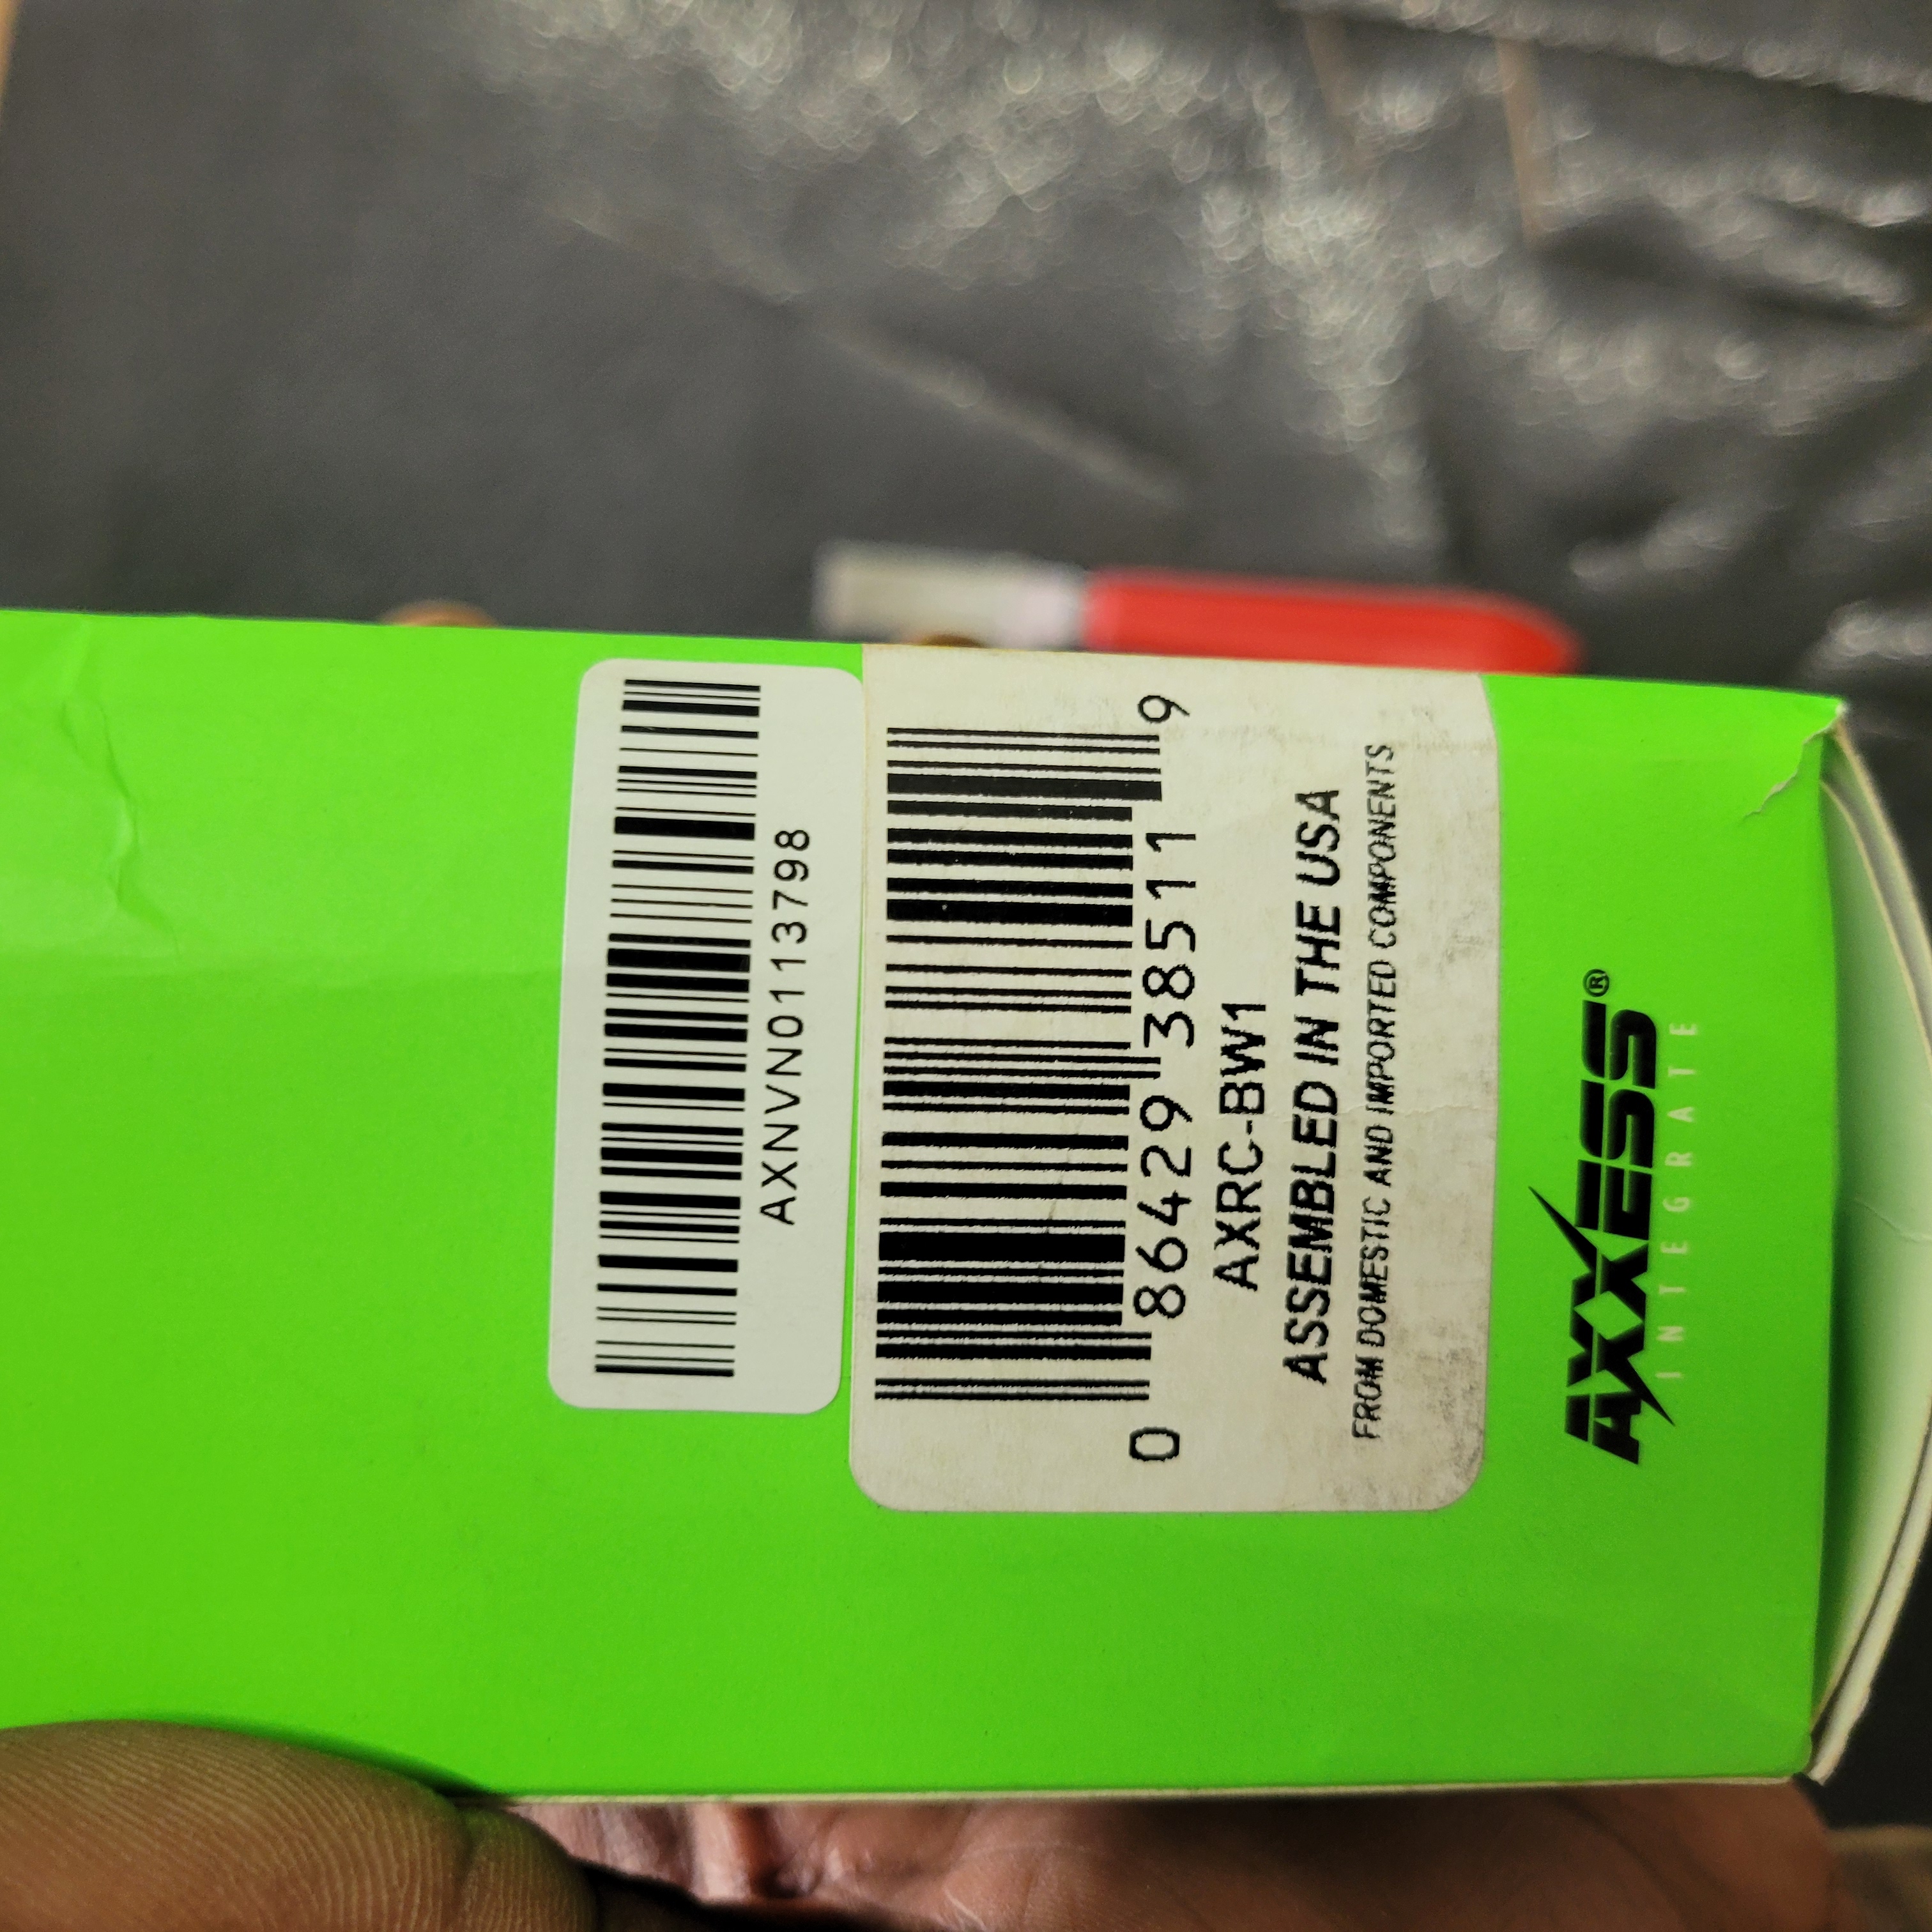 AXNVN0113798
0 86429 38511 9
AXRC-BW1
ASSEMBLED IN THE USA
FROM DOMESTIC AND IMPORTED COMPONENTS
AXXESS®
INTEGRATE